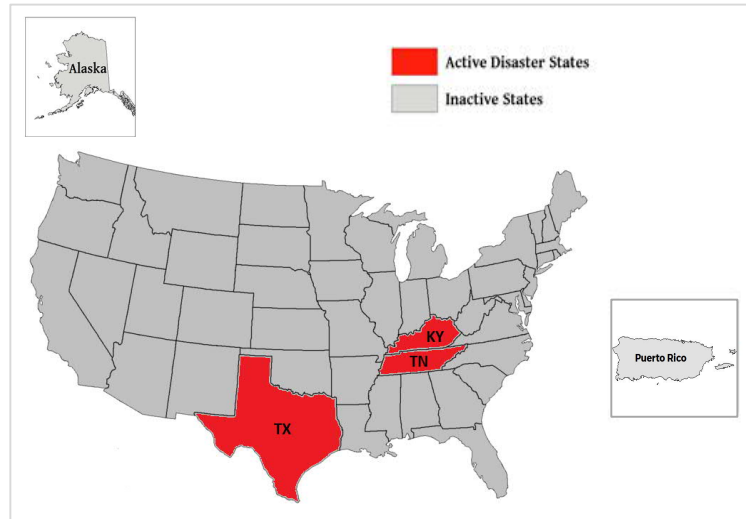 Alaska
Active Disaster States
Inactive States
KY
TN
Puerto Rico
TX